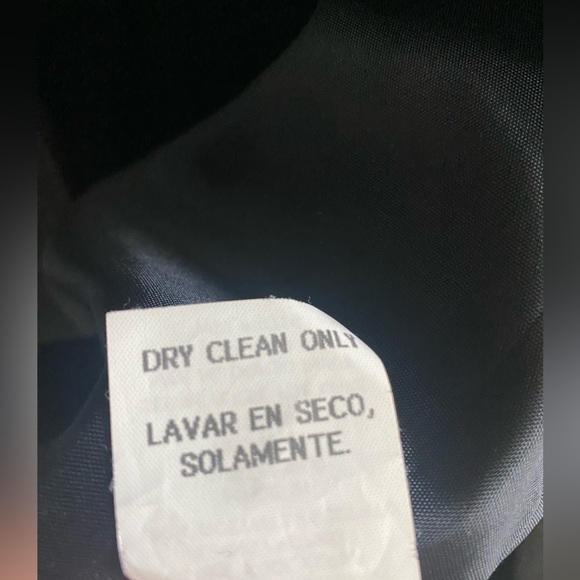 DRY CLEAN ONLY
LAVAR EN SECO,
SOLAMENTE.